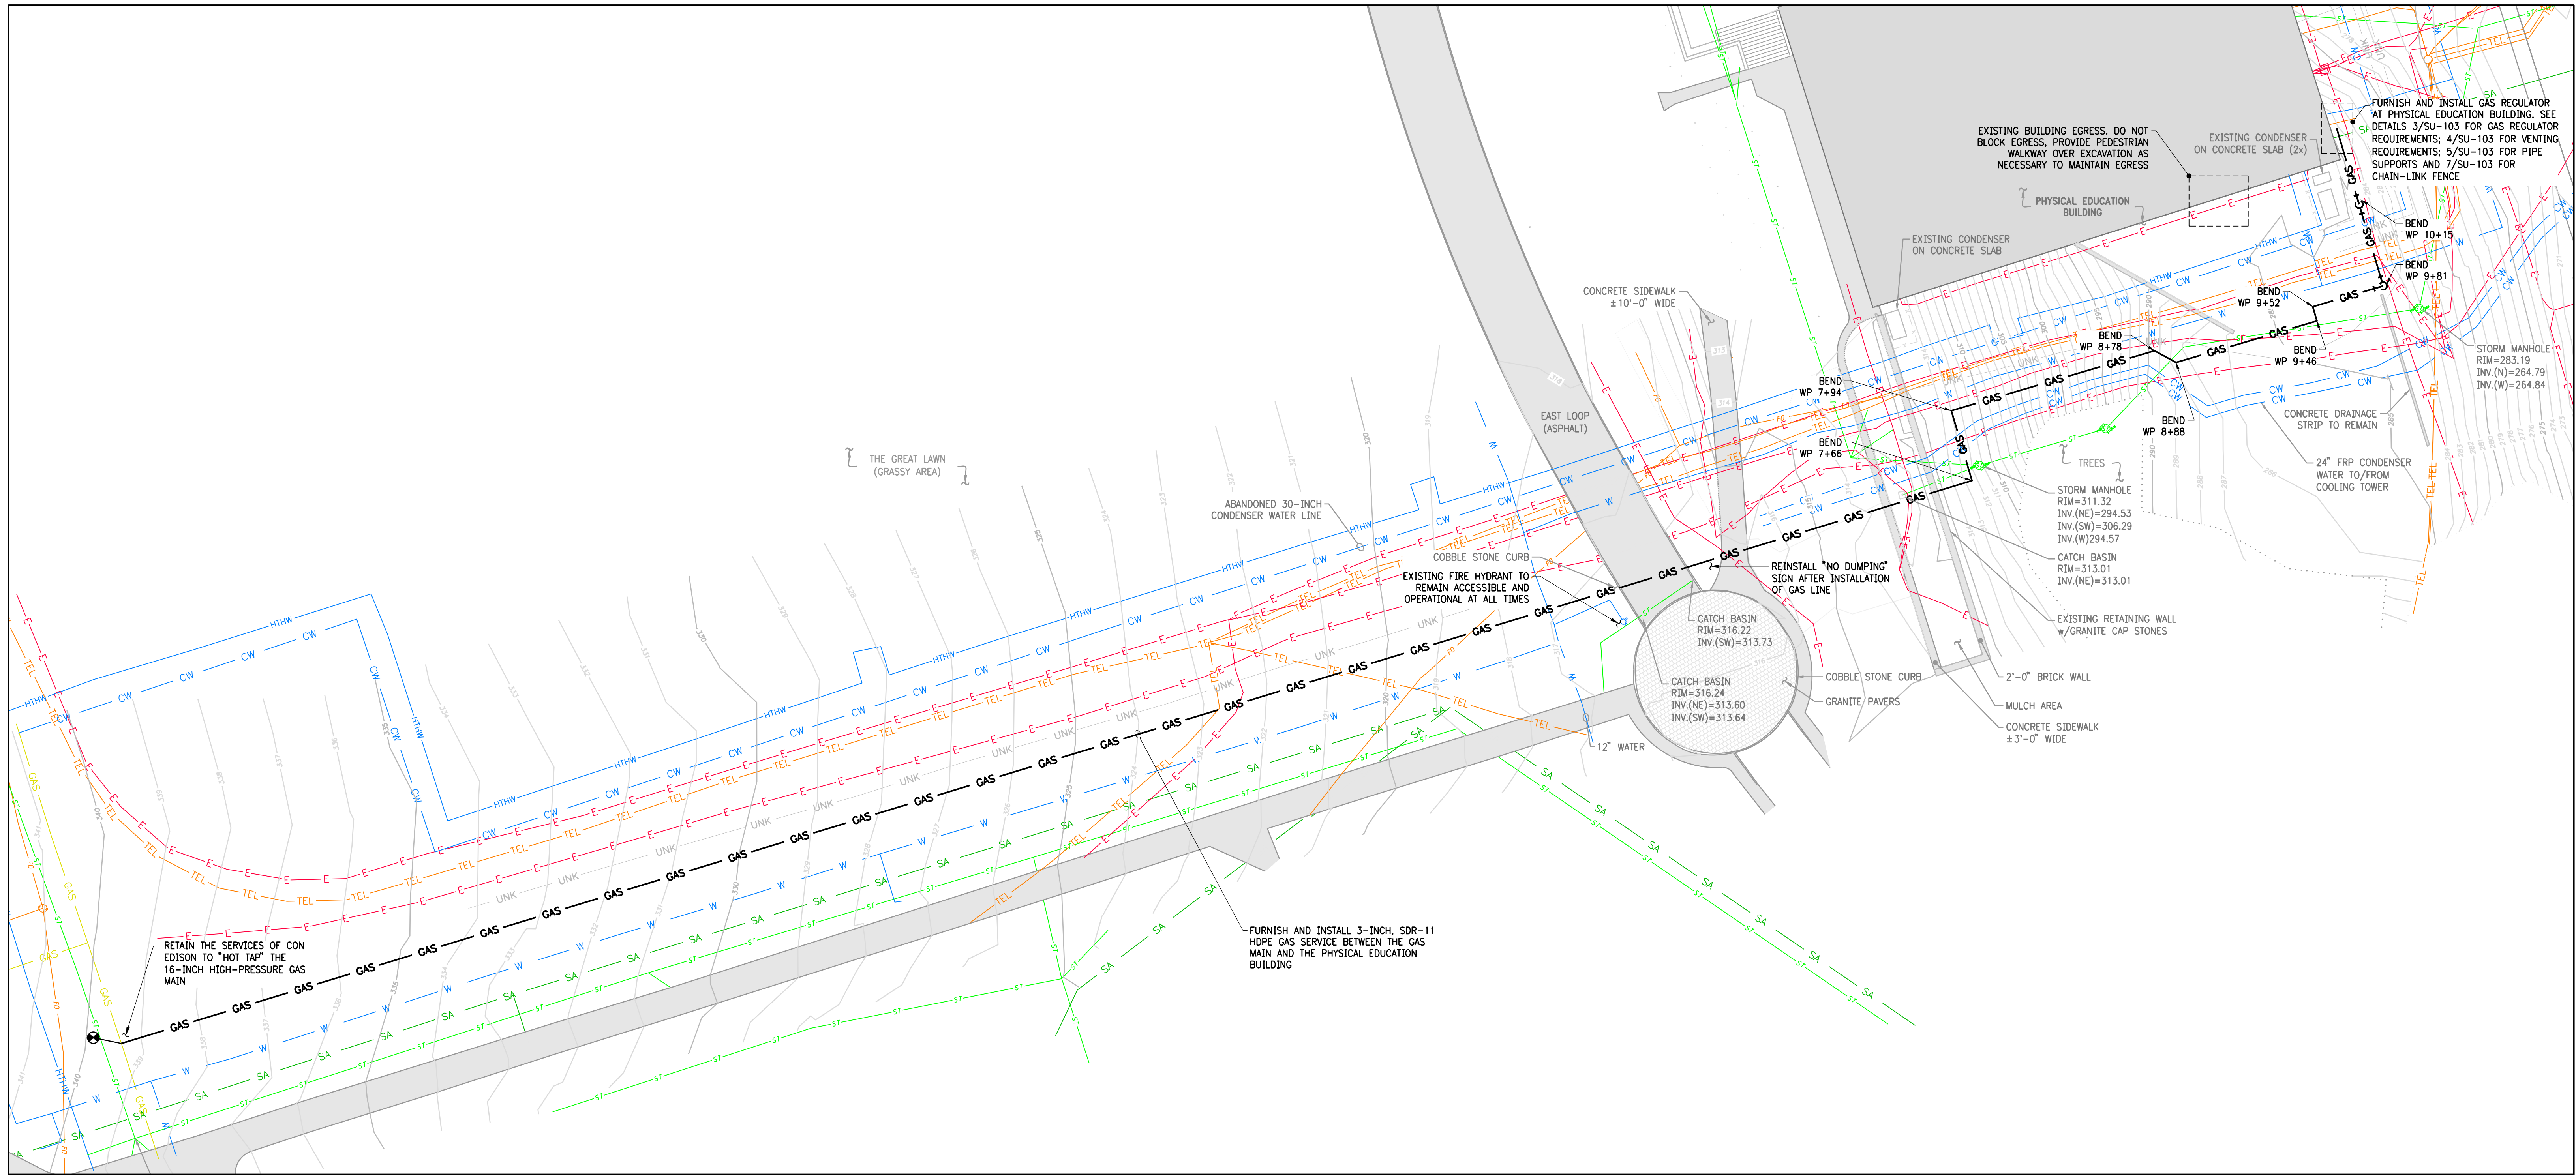 FURNISH AND INSTALL GAS REGULATOR
AT PHYSICAL EDUCATION BUILDING. SEE
DETAILS 3/SU-103 FOR GAS REGULATOR
REQUIREMENTS; 4/SU-103 FOR VENTING
REQUIREMENTS; 5/SU-103 FOR PIPE
SUPPORTS AND 7/SU-103 FOR
CHAIN-LINK FENCE
EXISTING BUILDING EGRESS. DO NOT
BLOCK EGRESS, PROVIDE PEDESTRIAN
WALKWAY OVER EXCAVATION AS
NECESSARY TO MAINTAIN EGRESS
EXISTING CONDENSER
ON CONCRETE SLAB (2x)
PHYSICAL EDUCATION
BUILDING
EXISTING CONDENSER
ON CONCRETE SLAB
BEND
WP 10+15
BEND
WP 9+81
BEND
WP 9+52
BEND
WP 8+78
BEND
WP 9+46
BEND
WP 7+94
BEND
WP 8+88
BEND
WP 7+66
CONCRETE SIDEWALK
±10'-0" WIDE
STORM MANHOLE
RIM=283.19
INV.(N)=264.79
INV.(W)=264.84
CONCRETE DRAINAGE
STRIP TO REMAIN
24" FRP CONDENSER
WATER TO/FROM
COOLING TOWER
TREES
EAST LOOP
(ASPHALT)
THE GREAT LAWN
(GRASSY AREA)
ABANDONED 30-INCH
CONDENSER WATER LINE
STORM MANHOLE
RIM=311.32
INV.(NE)=294.53
INV.(SW)=306.29
INV.(W)294.57
CATCH BASIN
RIM=313.01
INV.(NE)=313.01
COBBLE STONE CURB
EXISTING FIRE HYDRANT TO
REMAIN ACCESSIBLE AND
OPERATIONAL AT ALL TIMES
REINSTALL "NO DUMPING"
SIGN AFTER INSTALLATION
OF GAS LINE
EXISTING RETAINING WALL
w/GRANITE CAP STONES
CATCH BASIN
RIM=316.22
INV.(SW)=313.73
CATCH BASIN
RIM=316.24
INV.(NE)=313.60
INV.(SW)=313.64
COBBLE STONE CURB
GRANITE PAVERS
2'-0" BRICK WALL
MULCH AREA
CONCRETE SIDEWALK
±3'-0" WIDE
12" WATER
FURNISH AND INSTALL 3-INCH, SDR-11
HDPE GAS SERVICE BETWEEN THE GAS
MAIN AND THE PHYSICAL EDUCATION
BUILDING
RETAIN THE SERVICES OF CON
EDISON TO "HOT TAP" THE
16-INCH HIGH-PRESSURE GAS
MAIN